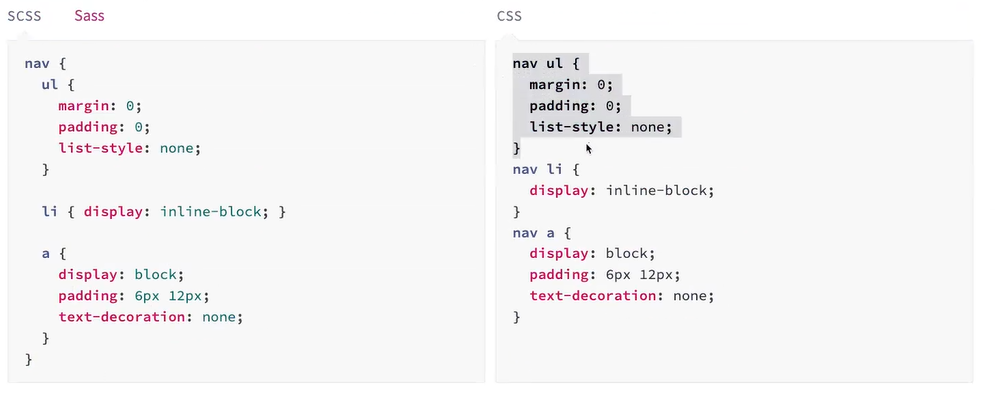 SCSS Sass
nav {
  ul {
    margin: 0;
    padding: 0;
    list-style: none;
  }

  li { display: inline-block; }

  a {
    display: block;
    padding: 6px 12px;
    text-decoration: none;
  }
}
CSS
nav ul {
  margin: 0;
  padding: 0;
  list-style: none;
}
nav li {
  display: inline-block;
}
nav a {
  display: block;
  padding: 6px 12px;
  text-decoration: none;
}